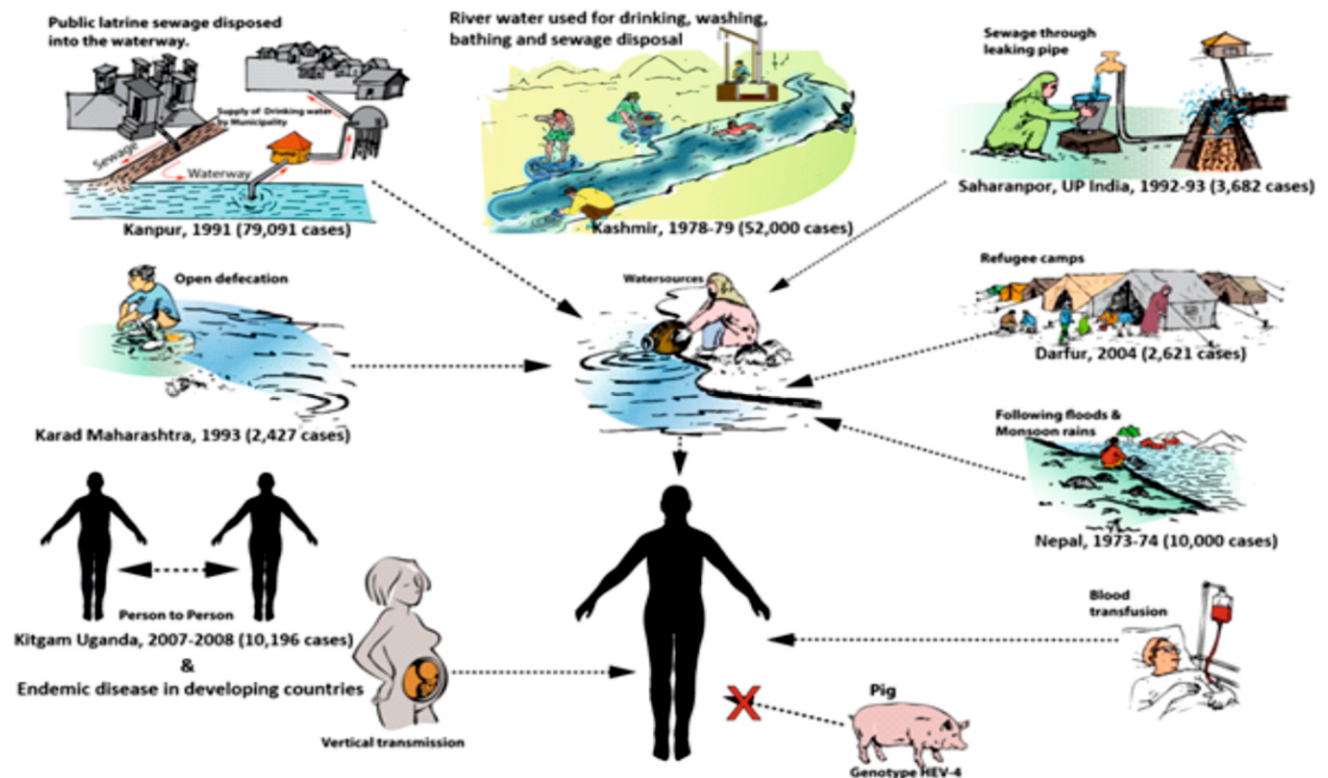 Public latrine sewage disposed
into the waterway.
Supply of Drinking water
by Municipality
Sewage
Pump
Waterway
Kanpur, 1991 (79,091 cases)
River water used for drinking, washing,
bathing and sewage disposal
Kashmir, 1978-79 (52,000 cases)
Sewage through
leaking pipe
Saharanpor, UP India, 1992-93 (3,682 cases)
Open defecation
Karad Maharashtra, 1993 (2,427 cases)
Watersources
Refugee camps
Darfur, 2004 (2,621 cases)
Following floods &
Monsoon rains
Nepal, 1973-74 (10,000 cases)
Person to Person
Kitgam Uganda, 2007-2008 (10,196 cases)
&
Endemic disease in developing countries
Vertical transmission
Blood
transfusion
X
Pig
Genotype HEV-4